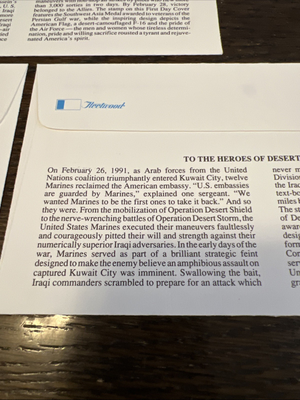 than 3,000 sorties in two days. By February 28, victory
belonged to the Allies. The stamp on this First Day Cover
features the Southwest Asia Medal awarded to veterans of the
Persian Gulf war, while the inspiring design depicts
the American Flag, a desert-camouflaged F-16 and the pride of
the Air Force — the men and women whose tireless determi-
nation, pride and willing sacrifice roused a tyrant and rejuve-
nated America's spirit.
Fleetwood
TO THE HEROES OF DESERT
On February 26, 1991, as Arab forces from the United
Nations coalition triumphantly entered Kuwait City, twelve
Marines reclaimed the American embassy. "U.S. embassies
are guarded by Marines," explained one sergeant. "We
wanted Marines to be the first ones to take it back." And so
they were. From the mobilization of Operation Desert Shield
to the nerve-wrenching battles of Operation Desert Storm, the
United States Marines executed their maneuvers faultlessly
and courageously pitted their will and strength against their
numerically superior Iraqi adversaries. In the early days of the
war, Marines served as part of a brilliant strategic feint
designed to make the enemy believe an amphibious assault on
captured Kuwait City was imminent. Swallowing the bait,
Iraqi commanders scrambled to prepare for an attack which
never m
Division
the Iraq
text-bo
miles b
The st
of De
awar
desig
form
Cor
ser
Un
gr